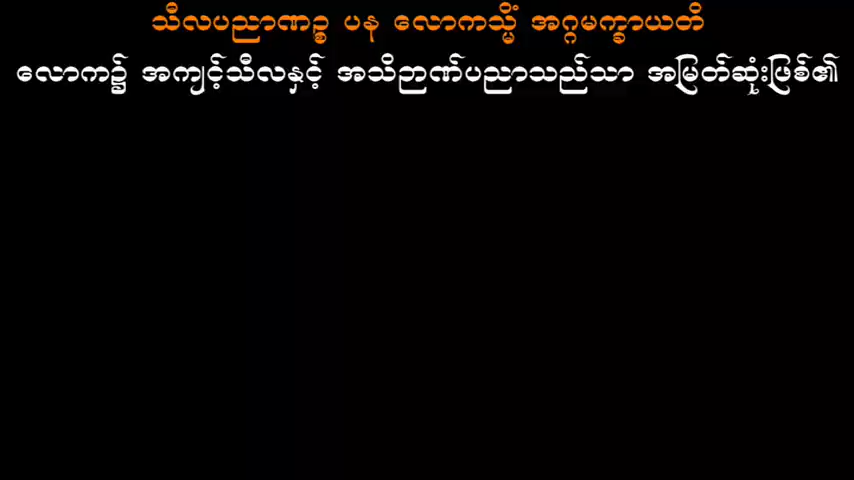 သီလပညာဏဉ္စ ပန လောကသ္မိံ အဂ္ဂမက္ခာယတိ
လောက၌ အကျင့်သီလနှင့် အသိဉာဏ်ပညာသည်သာ အမြတ်ဆုံးဖြစ်၏